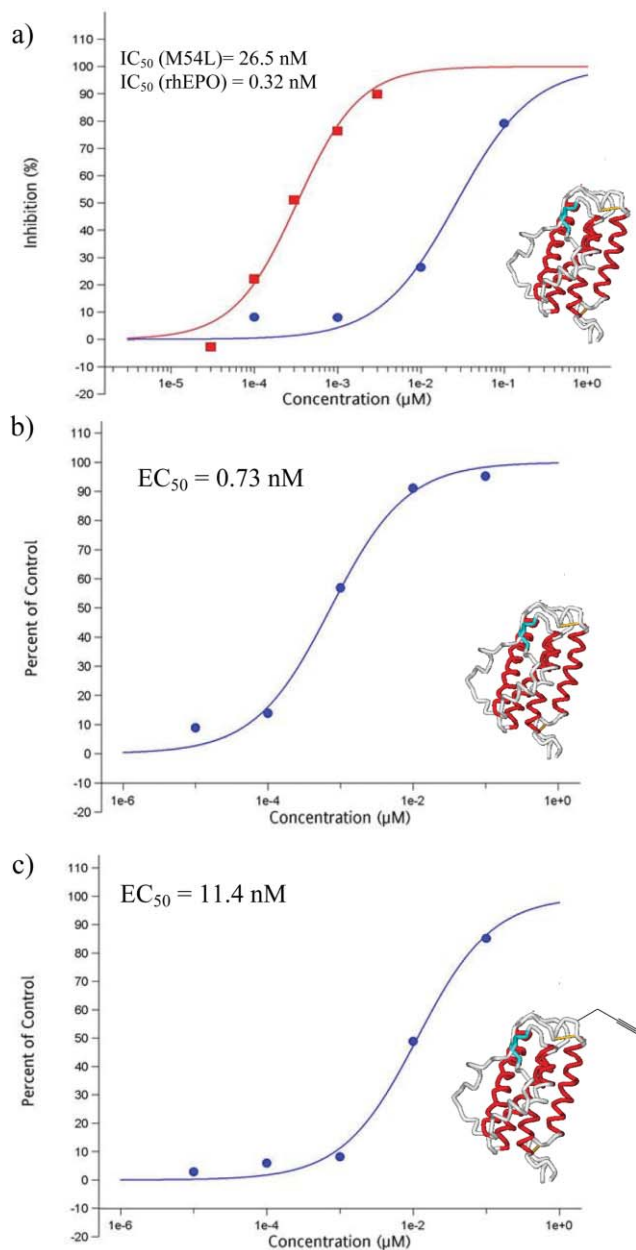 a)
IC₅₀ (M54L)= 26.5 nM
IC₅₀ (rhEPO) = 0.32 nM
110
100
90
80
70
60
50
40
30
20
10
0
-10
-20
Inhibition (%)
1e-5 1e-4 1e-3 1e-2 1e-1 1e+0
Concentration (µM)
b)
EC₅₀ = 0.73 nM
110
100
90
80
70
60
50
40
30
20
10
0
-10
-20
Percent of Control
1e-6 1e-4 1e-2 1e+0
Concentration (µM)
c)
EC₅₀ = 11.4 nM
110
100
90
80
70
60
50
40
30
20
10
0
-10
-20
Percent of Control
1e-6 1e-4 1e-2 1e+0
Concentration (µM)